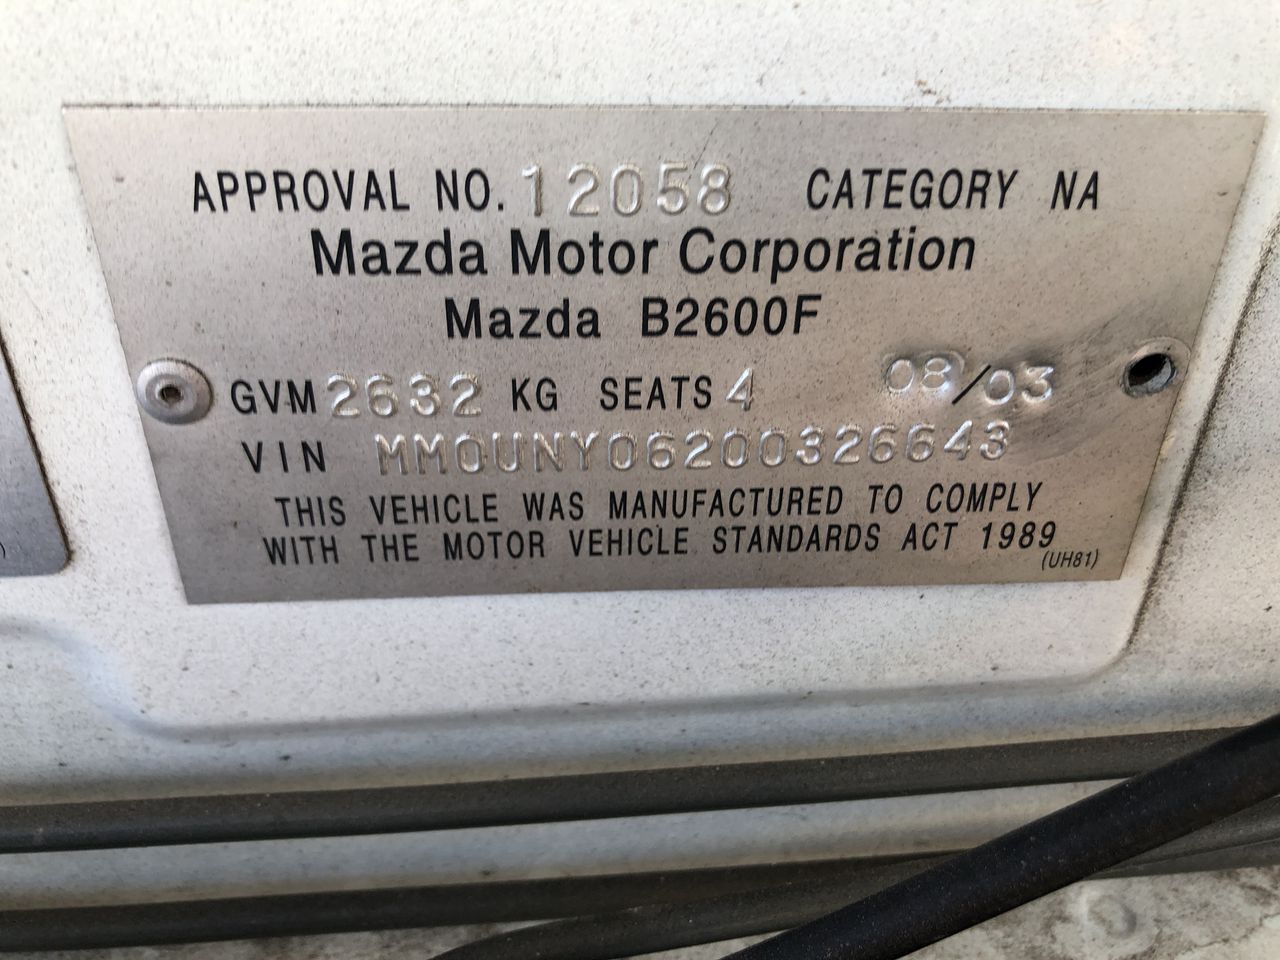 APPROVAL NO. 12058 CATEGORY NA
Mazda Motor Corporation
Mazda B2600F
GVM 2632 KG SEATS 4 08/03
VIN MM0UNY06200326643
THIS VEHICLE WAS MANUFACTURED TO COMPLY
WITH THE MOTOR VEHICLE STANDARDS ACT 1989
(UH81)